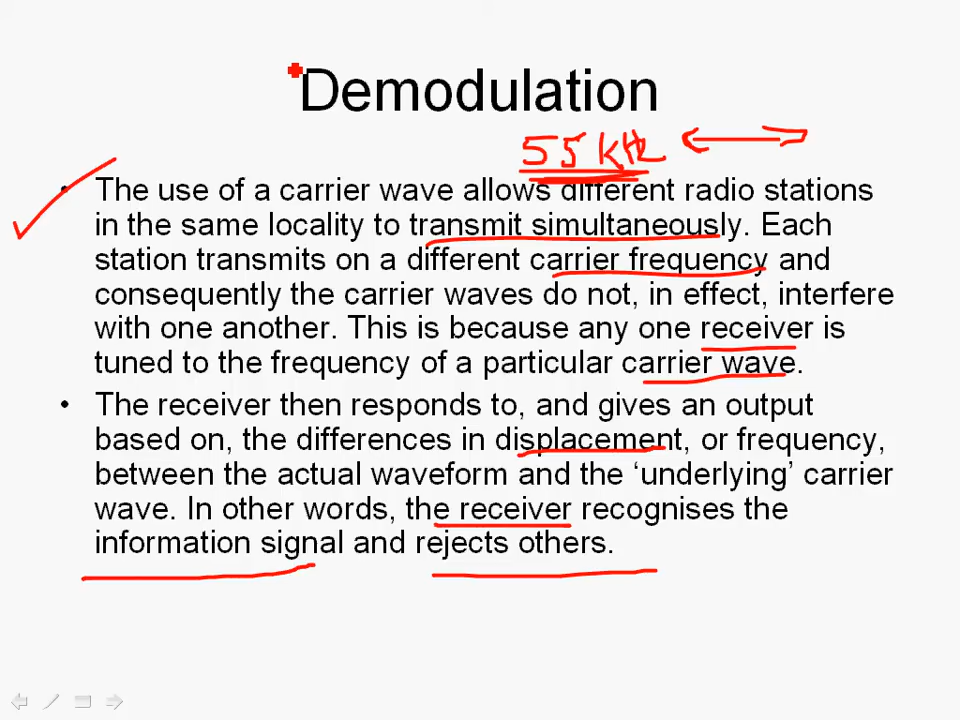 Demodulation
55 kHz
• The use of a carrier wave allows different radio stations
in the same locality to transmit simultaneously. Each
station transmits on a different carrier frequency and
consequently the carrier waves do not, in effect, interfere
with one another. This is because any one receiver is
tuned to the frequency of a particular carrier wave.
• The receiver then responds to, and gives an output
based on, the differences in displacement, or frequency,
between the actual waveform and the ‘underlying’ carrier
wave. In other words, the receiver recognises the
information signal and rejects others.